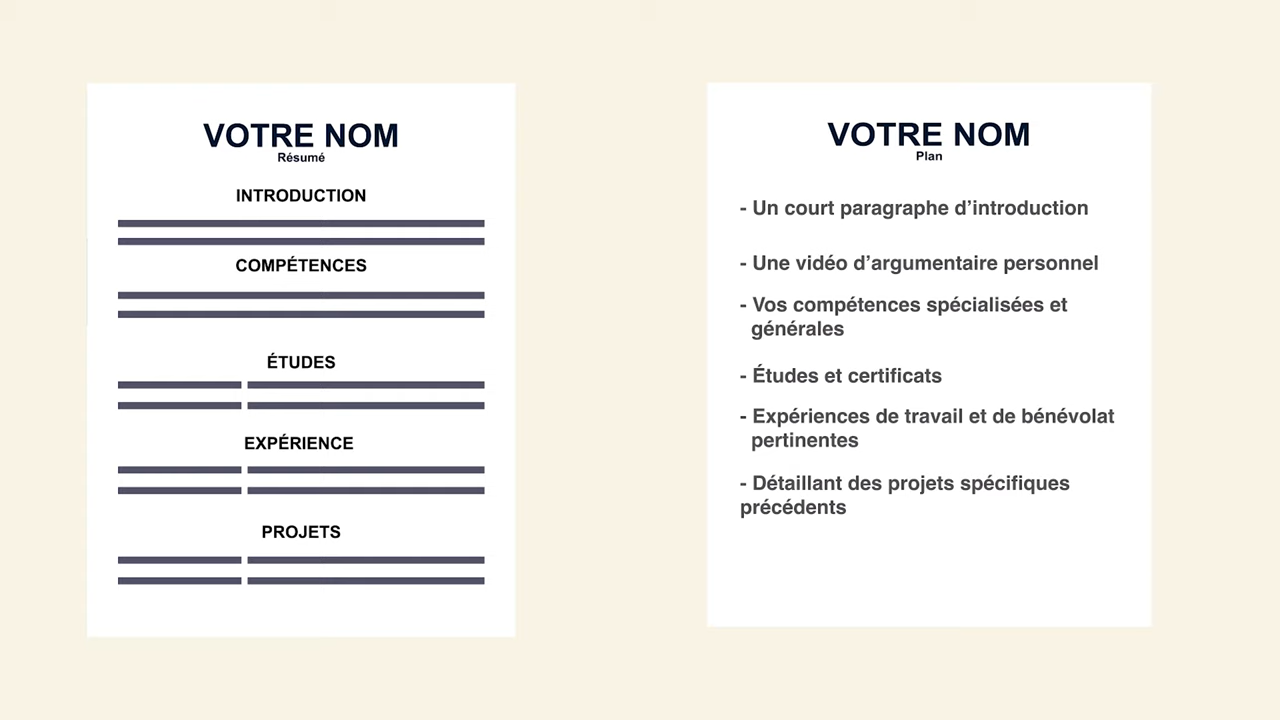 VOTRE NOM
Résumé
INTRODUCTION
COMPÉTENCES
ÉTUDES
EXPÉRIENCE
PROJETS
VOTRE NOM
Plan
- Un court paragraphe d’introduction
- Une vidéo d’argumentaire personnel
- Vos compétences spécialisées et
générales
- Études et certificats
- Expériences de travail et de bénévolat
pertinentes
- Détaillant des projets spécifiques
précédents